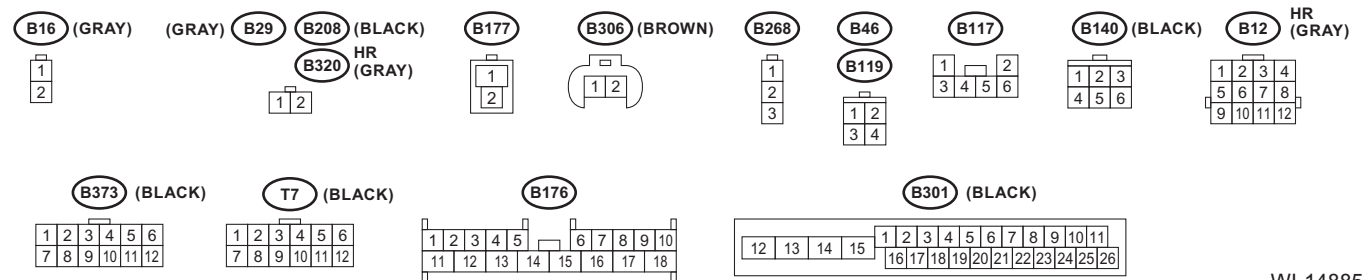 B16 (GRAY) (GRAY) B29 B208 (BLACK) B177 B306 (BROWN) B268 B46 B117 B140 (BLACK) B12 HR (GRAY)
B320 HR (GRAY) B119
1
2
1 2
1
2
1 2
1
2
3
1 2
3 4
1 2
3 4 5 6
1 2 3
4 5 6
1 2 3 4
5 6 7 8
9 10 11 12
B373 (BLACK) T7 (BLACK) B176 B301 (BLACK)
1 2 3 4 5 6
7 8 9 10 11 12
1 2 3 4 5 6
7 8 9 10 11 12
1 2 3 4 5 6 7 8 9 10
11 12 13 14 15 16 17 18
12 13 14 15 1 2 3 4 5 6 7 8 9 10 11
16 17 18 19 20 21 22 23 24 25 26